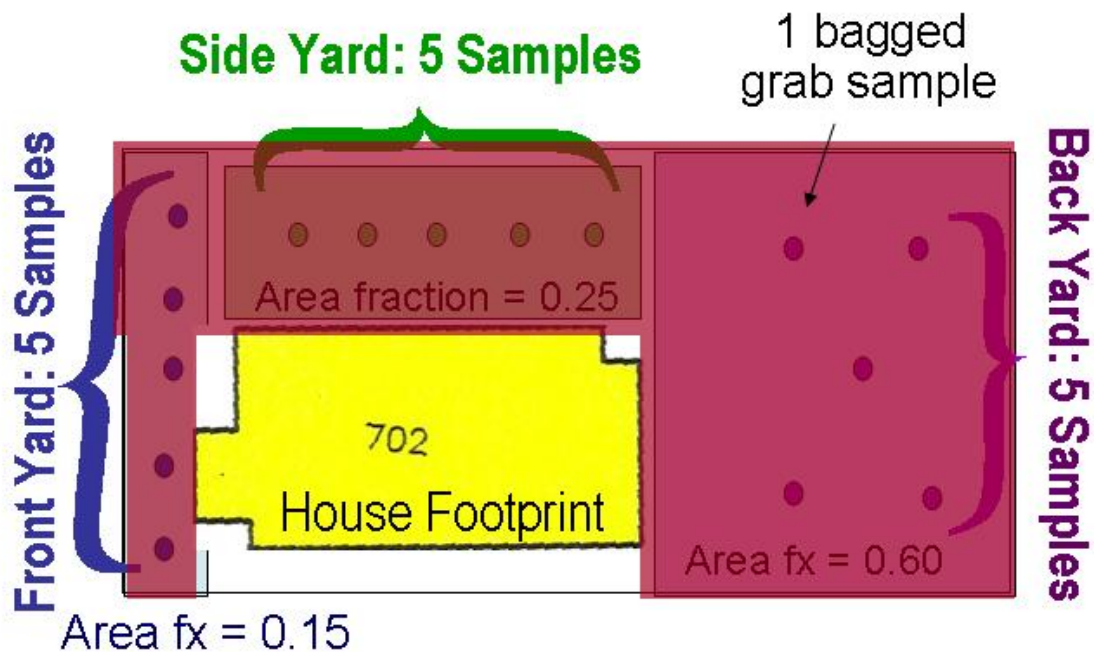 Side Yard: 5 Samples
1 bagged
grab sample
Front Yard: 5 Samples
Back Yard: 5 Samples
Area fraction = 0.25
702
House Footprint
Area fx = 0.60
Area fx = 0.15